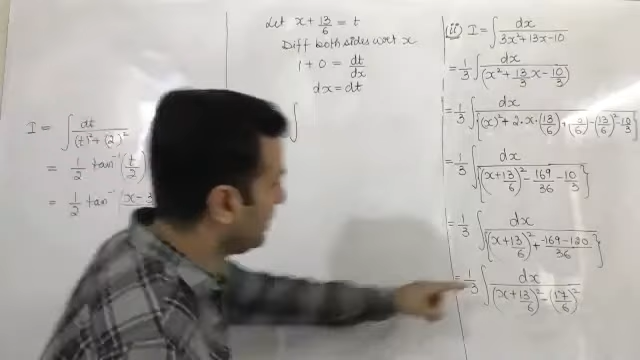 I = ∫ dt / (t)² + (2)²
= 1/2 tan⁻¹ (t/2)
= 1/2 tan⁻¹ (x-3
Let x + 13/6 = t
Diff both sides wrt x
1 + 0 = dt/dx
dx = dt
∫
(ii) I = ∫ dx / 3x²+13x-10
= 1/3 ∫ dx / (x² + 13/3 x - 10/3)
= 1/3 ∫ dx / {(x)² + 2·x·(13/6) + (13/6)² - (13/6)² - 10/3}
= 1/3 ∫ dx / {(x+13/6)² - 169/36 - 10/3}
= 1/3 ∫ dx / {(x+13/6)² + -169-120/36}
= 1/3 ∫ dx / (x+13/6)² - (17/6)²